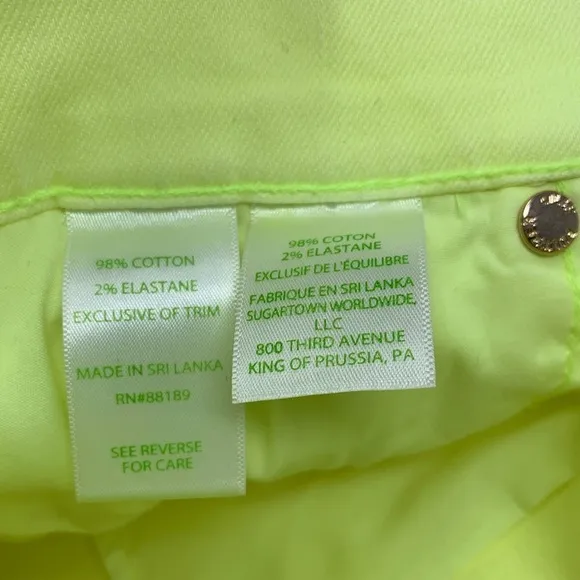 98% COTTON
2% ELASTANE
EXCLUSIVE OF TRIM
MADE IN SRI LANKA
RN#88189
SEE REVERSE
FOR CARE
98% COTON
2% ELASTANE
EXCLUSIF DE L'ÉQUILIBRE
FABRIQUE EN SRI LANKA
SUGARTOWN WORLDWIDE,
LLC
800 THIRD AVENUE
KING OF PRUSSIA, PA